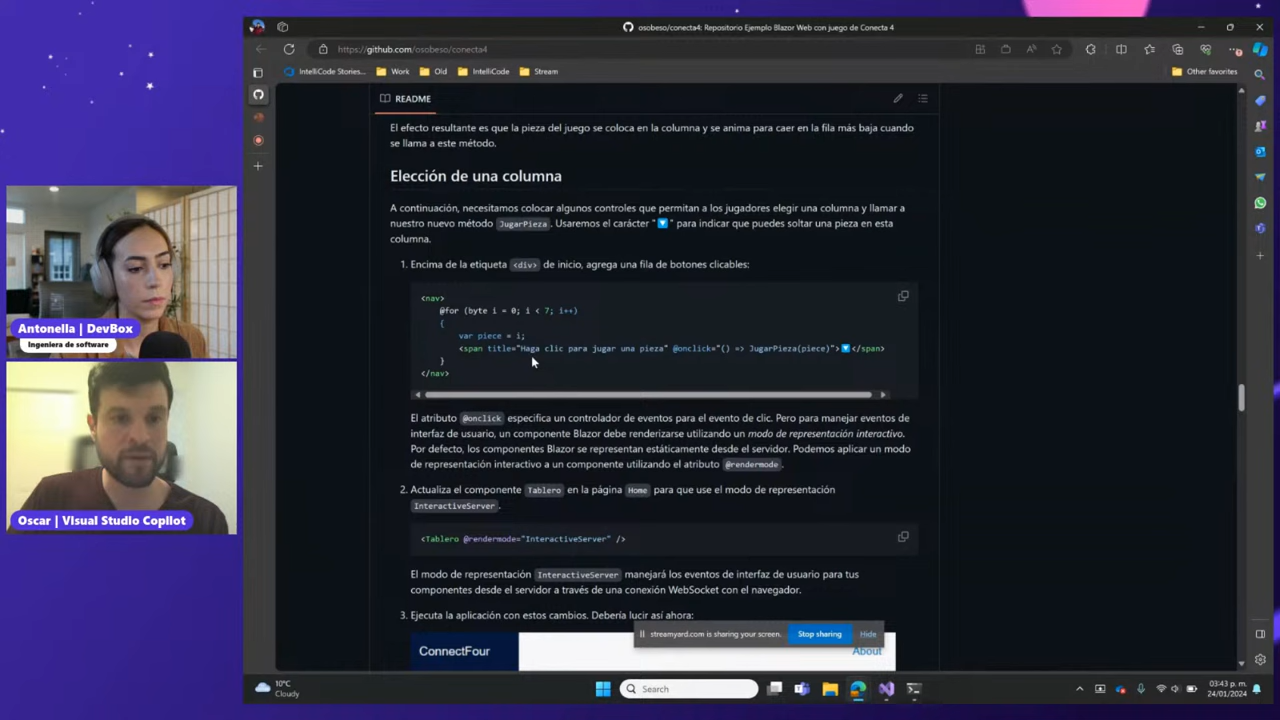 osobeso/conecta4: Repositorio Ejemplo Blazor Web con juego de Conecta 4
https://github.com/osobeso/conecta4
IntelliCode Stories... Work Old IntelliCode Stream Other favorites
README
El efecto resultante es que la pieza del juego se coloca en la columna y se anima para caer en la fila más baja cuando
se llama a este método.
Elección de una columna
A continuación, necesitamos colocar algunos controles que permitan a los jugadores elegir una columna y llamar a
nuestro nuevo método JugarPieza. Usaremos el carácter "🔽" para indicar que puedes soltar una pieza en esta
columna.
1. Encima de la etiqueta <div> de inicio, agrega una fila de botones clicables:
<nav>
@for (byte i = 0; i < 7; i++)
{
var piece = i;
<span title="Haga clic para jugar una pieza" @onclick="() => JugarPieza(piece)">🔽</span>
}
</nav>
El atributo @onclick especifica un controlador de eventos para el evento de clic. Pero para manejar eventos de
interfaz de usuario, un componente Blazor debe renderizarse utilizando un modo de representación interactivo.
Por defecto, los componentes Blazor se representan estáticamente desde el servidor. Podemos aplicar un modo
de representación interactivo a un componente utilizando el atributo @rendermode.
2. Actualiza el componente Tablero en la página Home para que use el modo de representación
InteractiveServer.
<Tablero @rendermode="InteractiveServer" />
El modo de representación InteractiveServer manejará los eventos de interfaz de usuario para tus
componentes desde el servidor a través de una conexión WebSocket con el navegador.
3. Ejecuta la aplicación con estos cambios. Debería lucir así ahora:
streamyard.com is sharing your screen. Stop sharing Hide
ConnectFour About
Antonella | DevBox
Ingeniera de software
Oscar | Visual Studio Copilot
10°C
Cloudy
Search
03:43 p. m.
24/01/2024